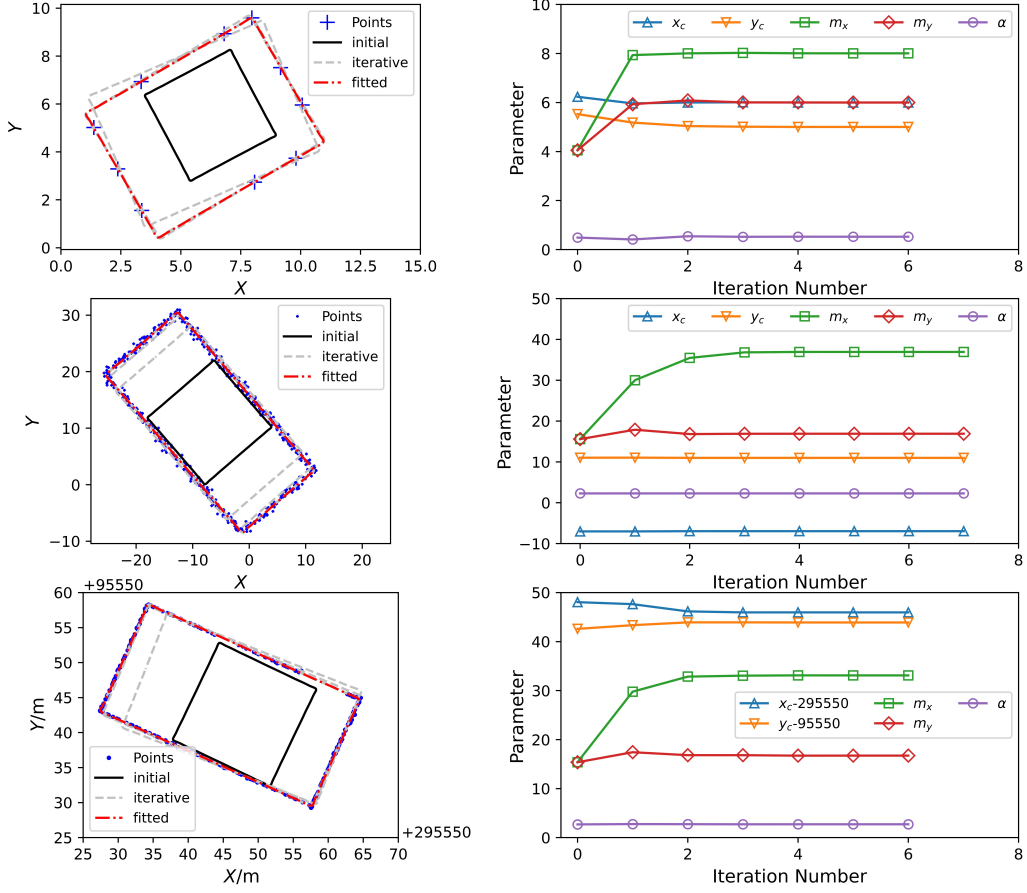 10
8
6
4
2
0
Y
0.0 2.5 5.0 7.5 10.0 12.5 15.0
X
Points
initial
iterative
fitted
10
8
6
4
2
0
Parameter
0 2 4 6 8
Iteration Number
x_c y_c m_x m_y α
30
20
10
0
−10
Y
−20 −10 0 10 20
X
Points
initial
iterative
fitted
50
40
30
20
10
0
−10
Parameter
0 2 4 6 8
Iteration Number
x_c y_c m_x m_y α
+95550
60
55
50
45
40
35
30
25
Y/m
25 30 35 40 45 50 55 60 65 70
+295550
X/m
Points
initial
iterative
fitted
50
40
30
20
10
0
Parameter
0 2 4 6 8
Iteration Number
x_c-295550 m_x α
y_c-95550 m_y